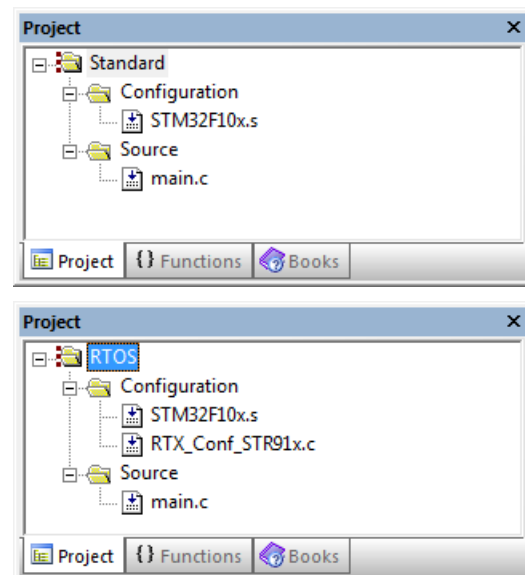 Project
Standard
Configuration
STM32F10x.s
Source
main.c
Project {} Functions Books
Project
RTOS
Configuration
STM32F10x.s
RTX_Conf_STR91x.c
Source
main.c
Project {} Functions Books